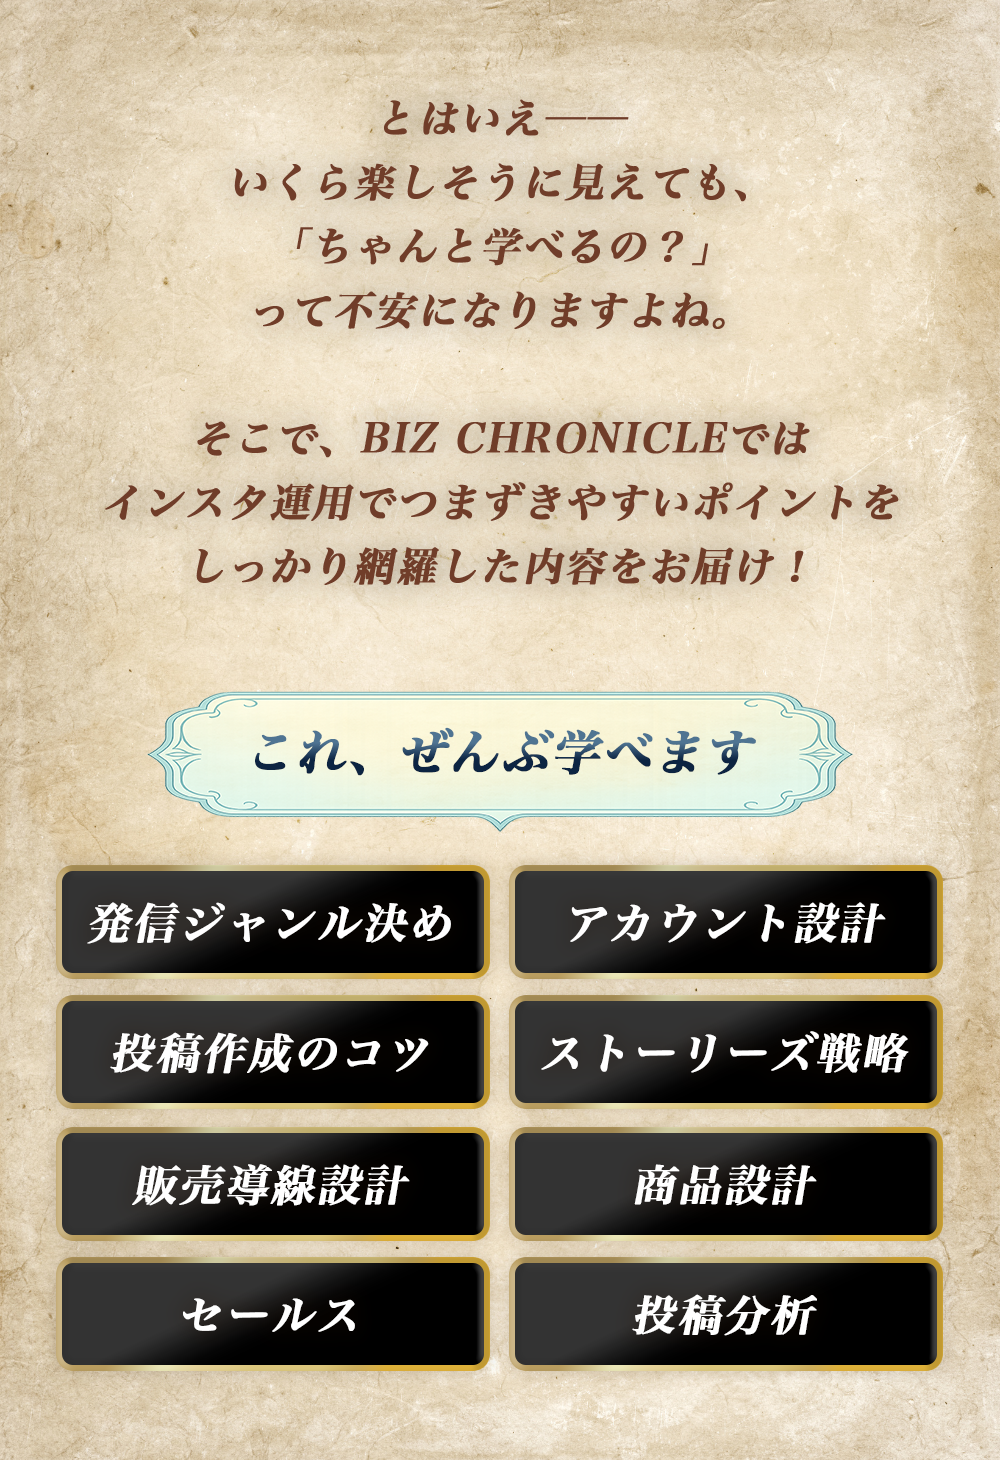 とはいえ──
いくら楽しそうに見えても、
「ちゃんと学べるの？」
って不安になりますよね。
そこで、BIZ CHRONICLEでは
インスタ運用でつまずきやすいポイントを
しっかり網羅した内容をお届け！
これ、ぜんぶ学べます
発信ジャンル決め
アカウント設計
投稿作成のコツ
ストーリーズ戦略
販売導線設計
商品設計
セールス
投稿分析